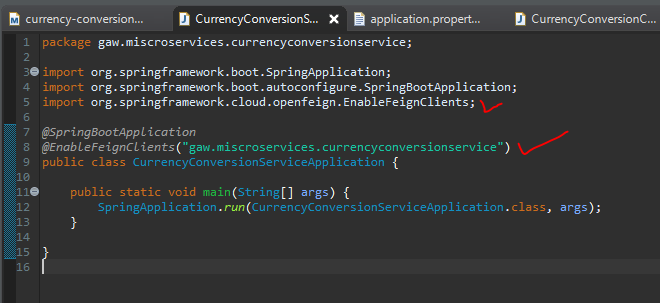 currency-conversion... CurrencyConversionS... application.propert... CurrencyConversionC...
1 package gaw.miscroservices.currencyconversionservice;
2
3 import org.springframework.boot.SpringApplication;
4 import org.springframework.boot.autoconfigure.SpringBootApplication;
5 import org.springframework.cloud.openfeign.EnableFeignClients;
6
7 @SpringBootApplication
8 @EnableFeignClients("gaw.miscroservices.currencyconversionservice")
9 public class CurrencyConversionServiceApplication {
10
11 public static void main(String[] args) {
12 SpringApplication.run(CurrencyConversionServiceApplication.class, args);
13 }
14
15 }
16